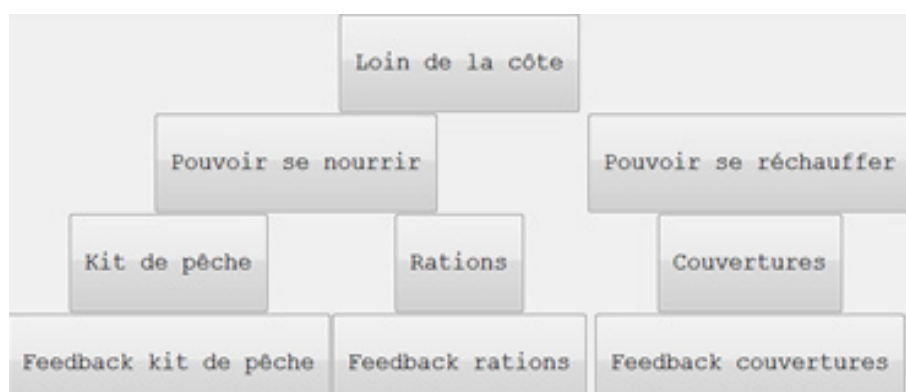 Loin de la côte
Pouvoir se nourrir
Pouvoir se réchauffer
Kit de pêche
Rations
Couvertures
Feedback kit de pêche
Feedback rations
Feedback couvertures